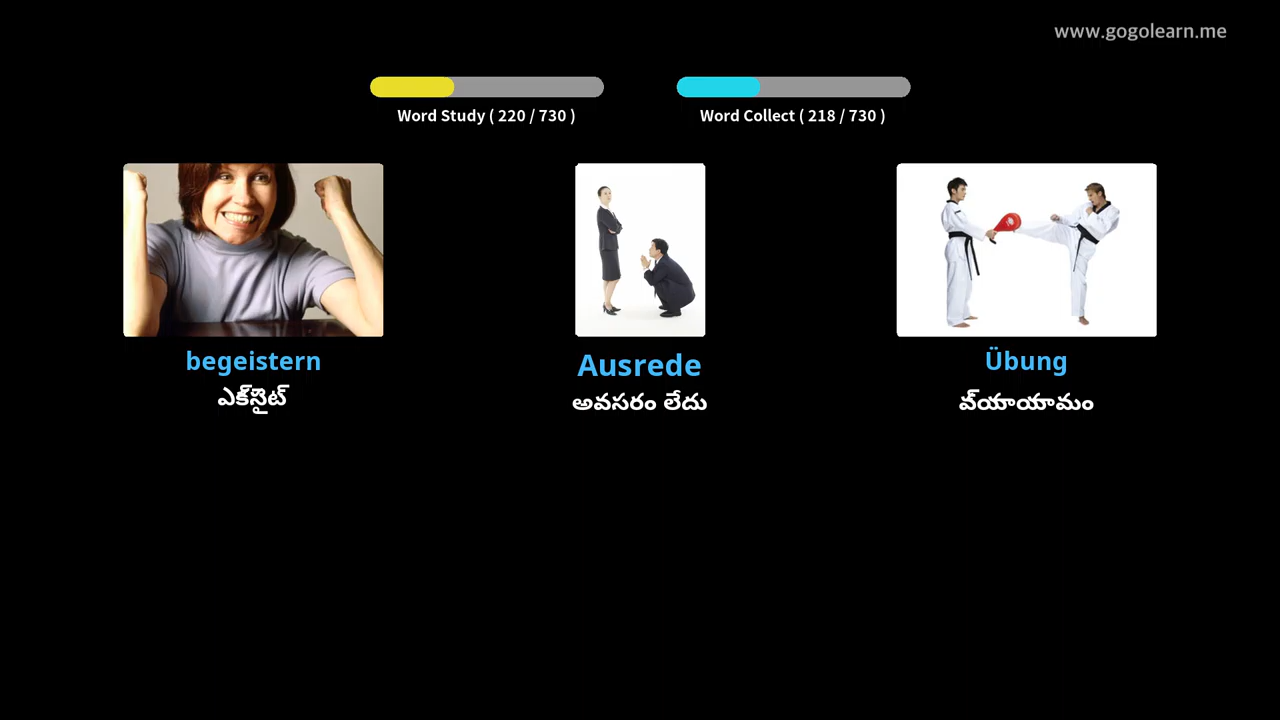 www.gogolearn.me
Word Study ( 220 / 730 )
Word Collect ( 218 / 730 )
begeistern
ఎక్సైట్
Ausrede
అవసరం లేదు
Übung
వ్యాయామం